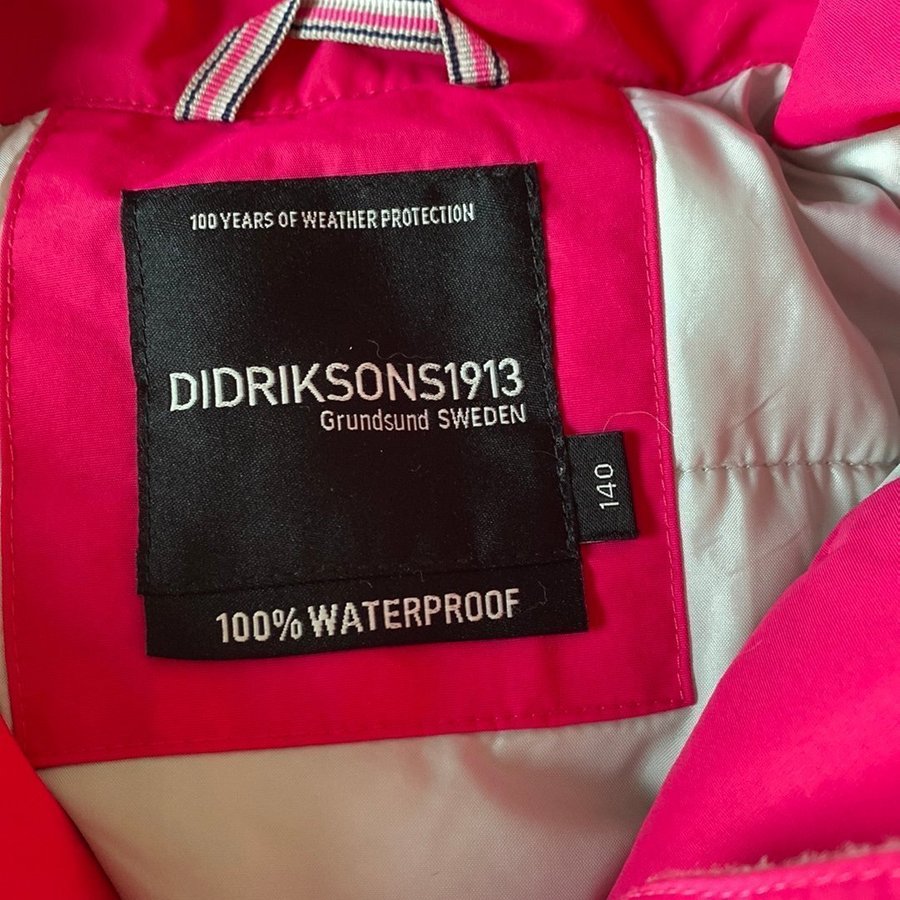 100 YEARS OF WEATHER PROTECTION
DIDRIKSONS1913
Grundsund SWEDEN
140
100% WATERPROOF